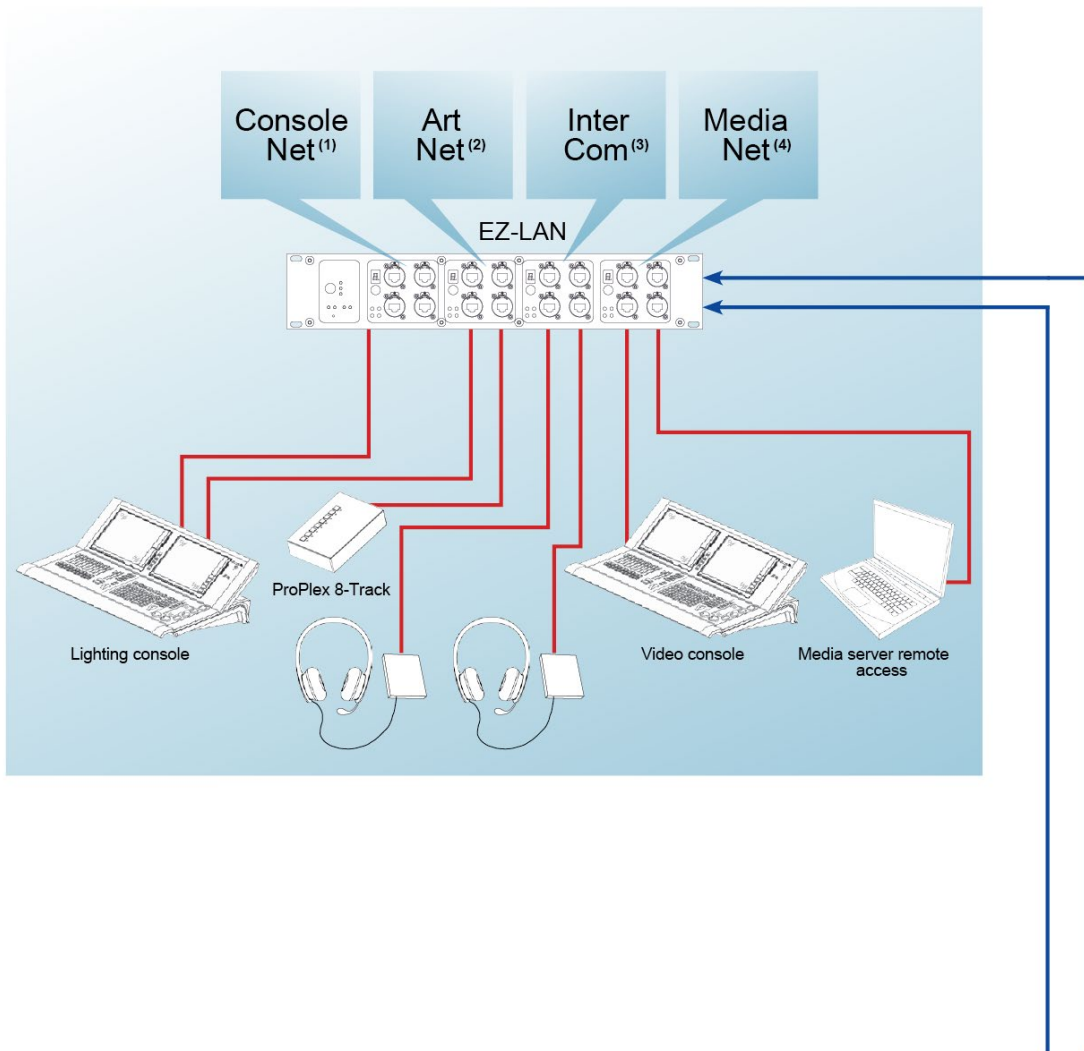 Console
Net (1)
Art
Net (2)
Inter
Com (3)
Media
Net (4)
EZ-LAN
ProPlex 8-Track
Lighting console
Video console
Media server remote
access